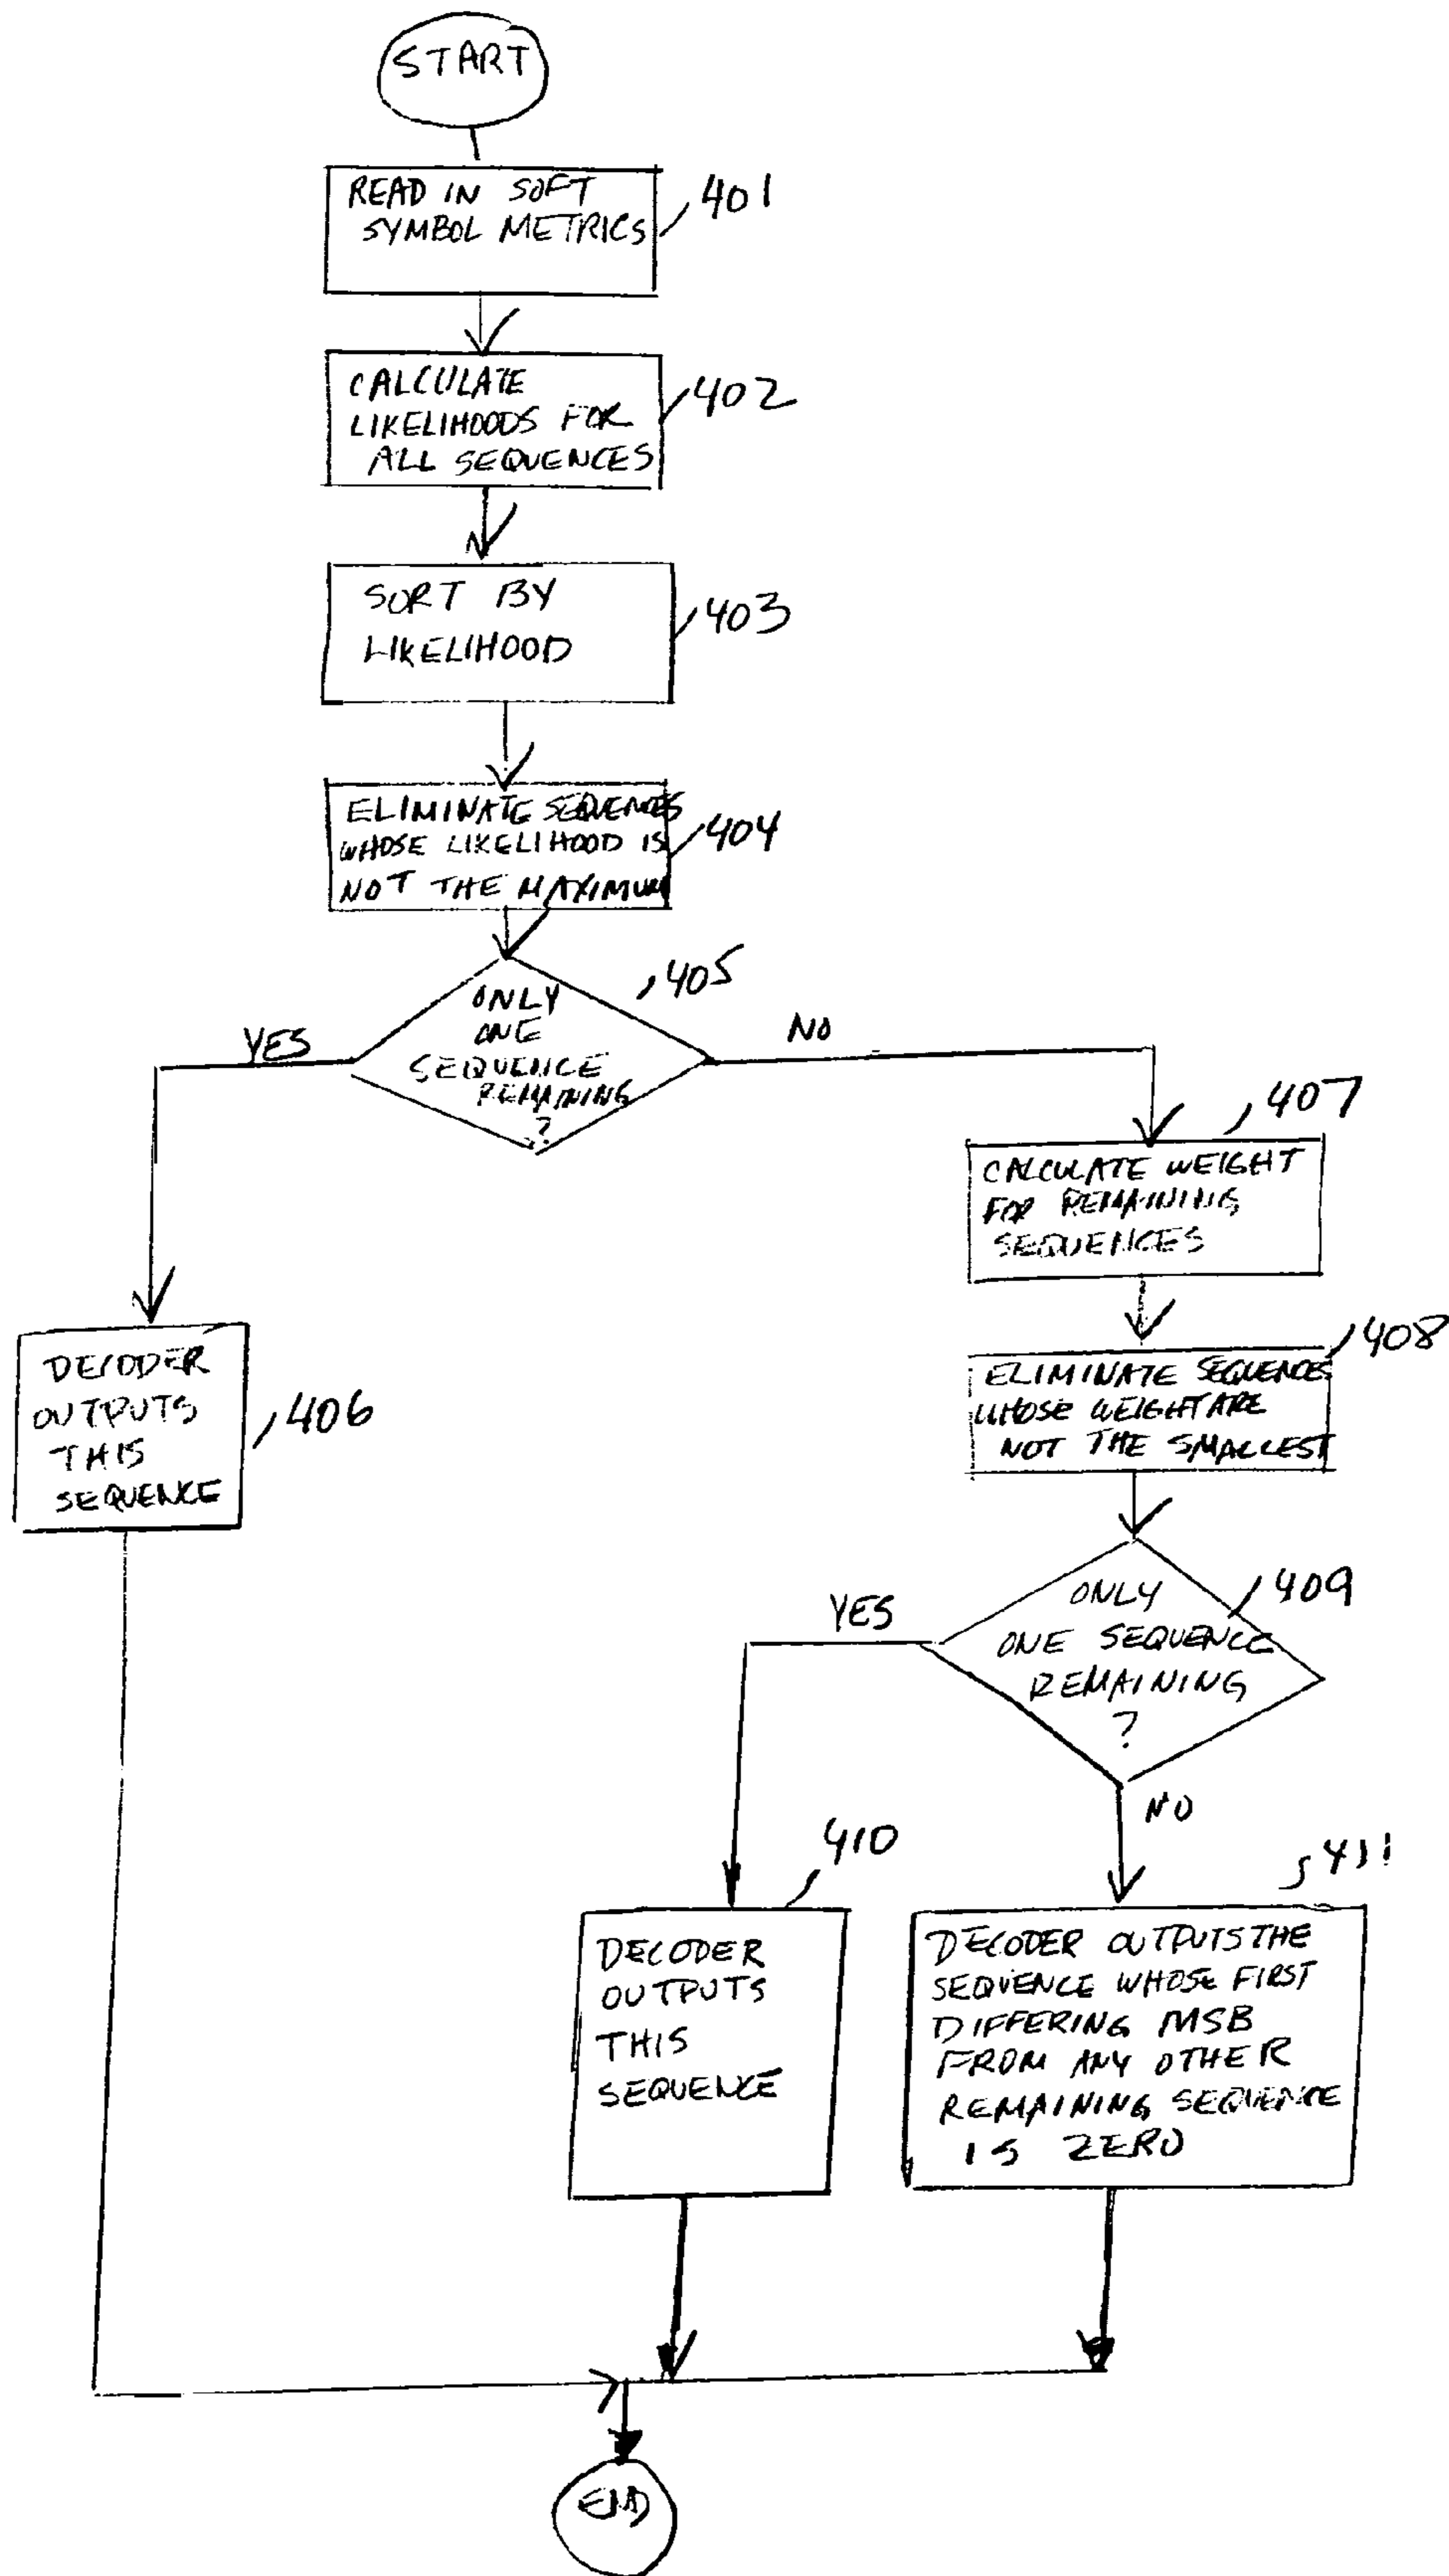 START
READ IN SOFT
SYMBOL METRICS
401
CALCULATE
LIKELIHOODS FOR
ALL SEQUENCES
402
SORT BY
LIKELIHOOD
403
ELIMINATE SEQUENCES
WHOSE LIKELIHOOD IS
NOT THE MAXIMUM
404
ONLY
ONE
SEQUENCE
REMAINING
?
405
YES
NO
407
CALCULATE WEIGHT
FOR REMAINING
SEQUENCES
DECODER
OUTPUTS
THIS
SEQUENCE
406
408
ELIMINATE SEQUENCES
WHOSE WEIGHT ARE
NOT THE SMALLEST
ONLY
ONE SEQUENCE
REMAINING
?
409
YES
NO
410
DECODER
OUTPUTS
THIS
SEQUENCE
411
DECODER OUTPUTS THE
SEQUENCE WHOSE FIRST
DIFFERING MSB
FROM ANY OTHER
REMAINING SEQUENCE
IS ZERO
END